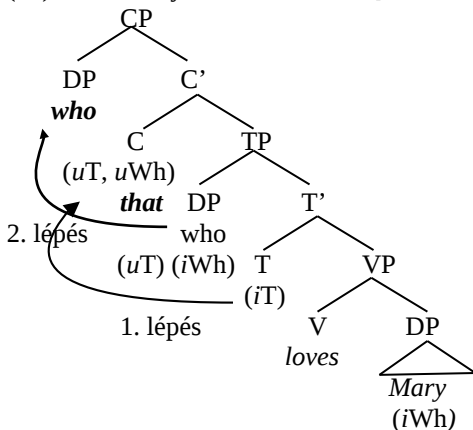 CP
DP C’
who
C TP
(uT, uWh)
that DP T’
2. lépés who
(uT) (iWh) T VP
(iT)
1. lépés V DP
loves
Mary
(iWh)